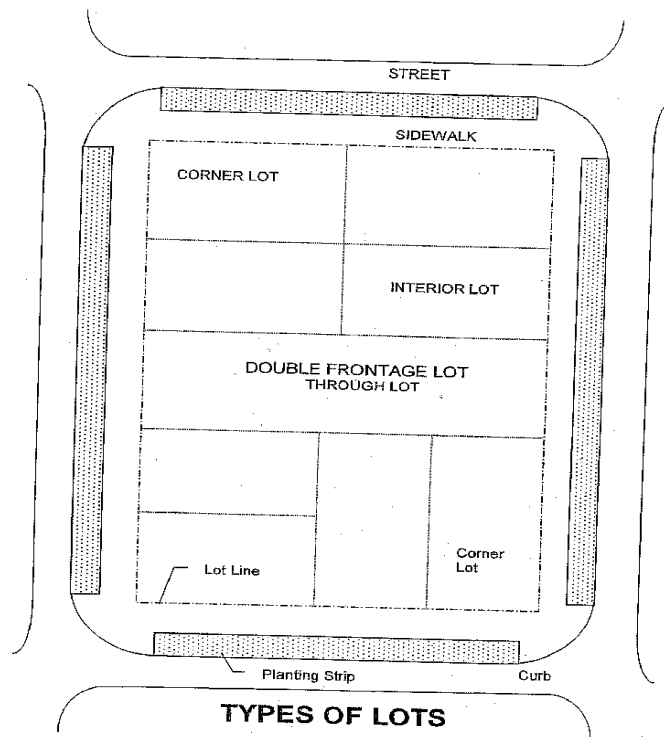 STREET
SIDEWALK
CORNER LOT
INTERIOR LOT
DOUBLE FRONTAGE LOT
THROUGH LOT
Corner
Lot
Lot Line
Planting Strip
Curb
TYPES OF LOTS